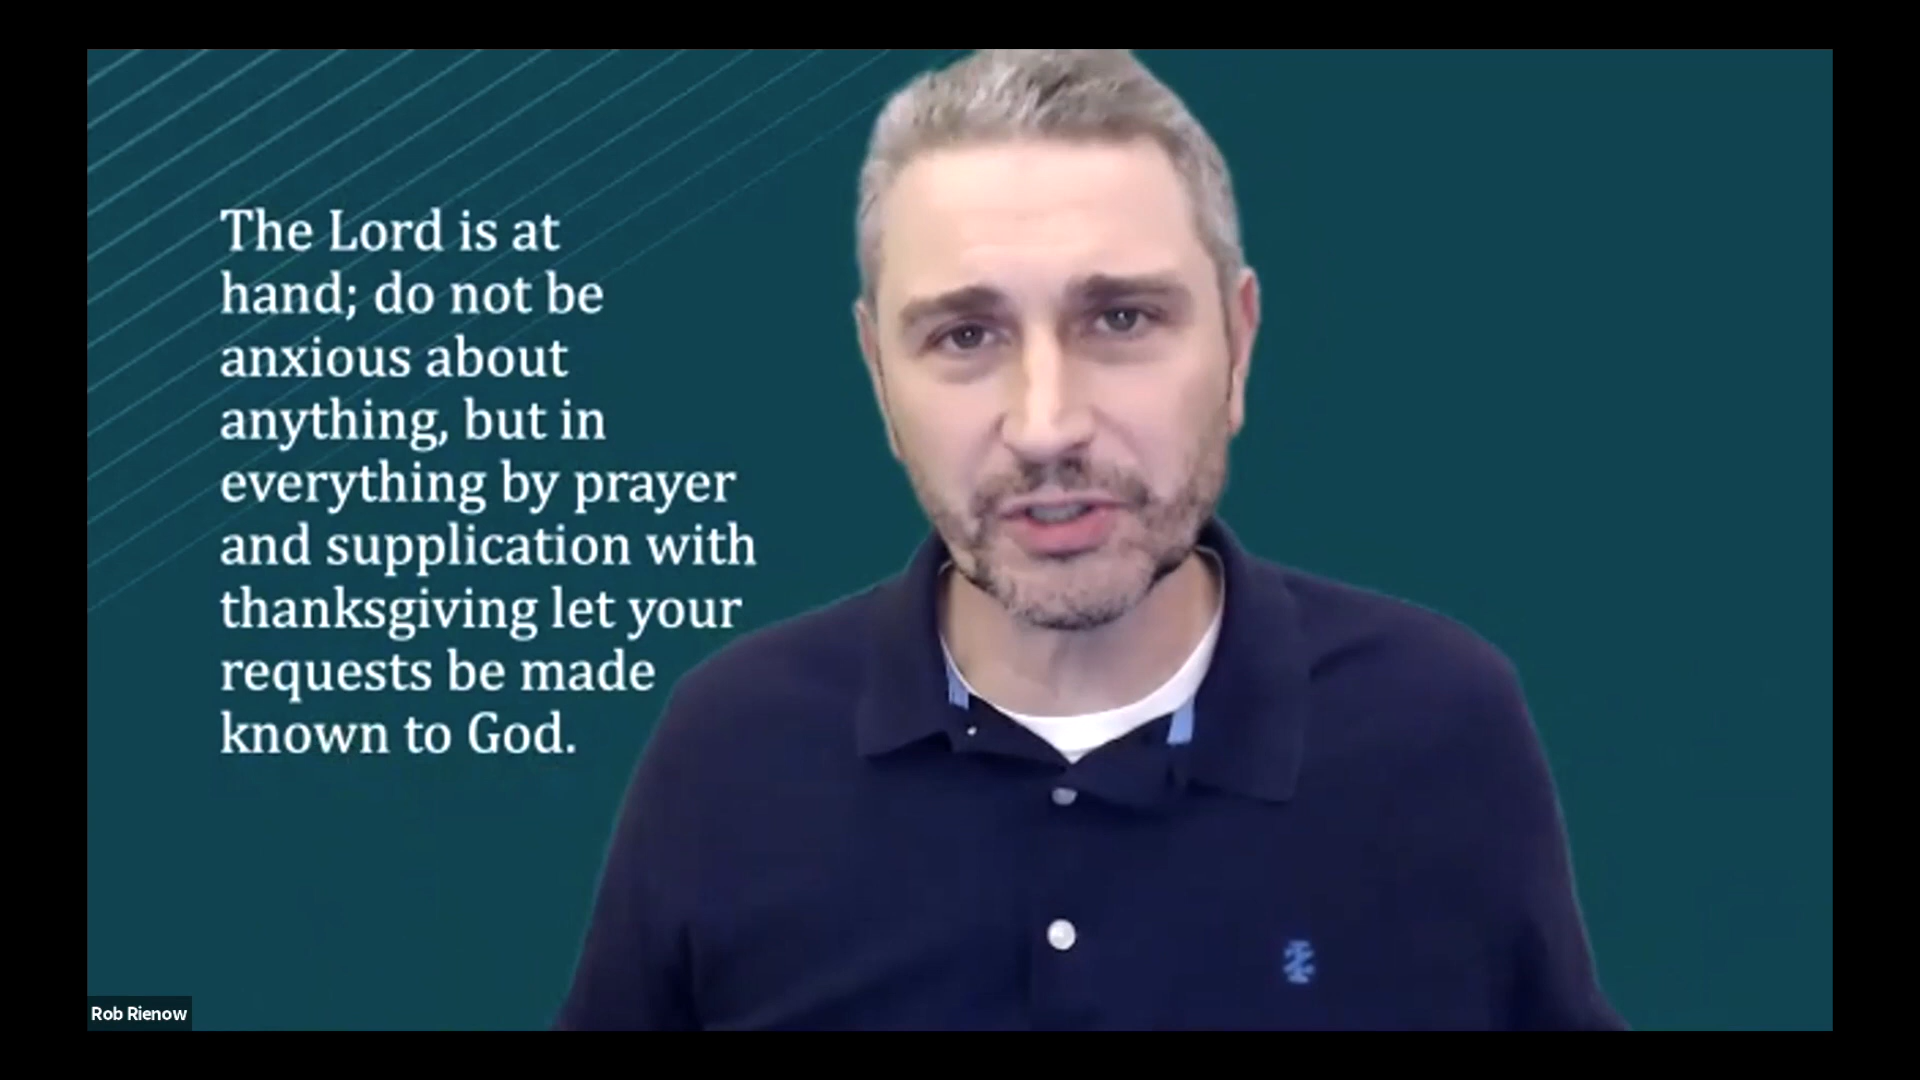 The Lord is at
hand; do not be
anxious about
anything, but in
everything by prayer
and supplication with
thanksgiving let your
requests be made
known to God.
Rob Rienow